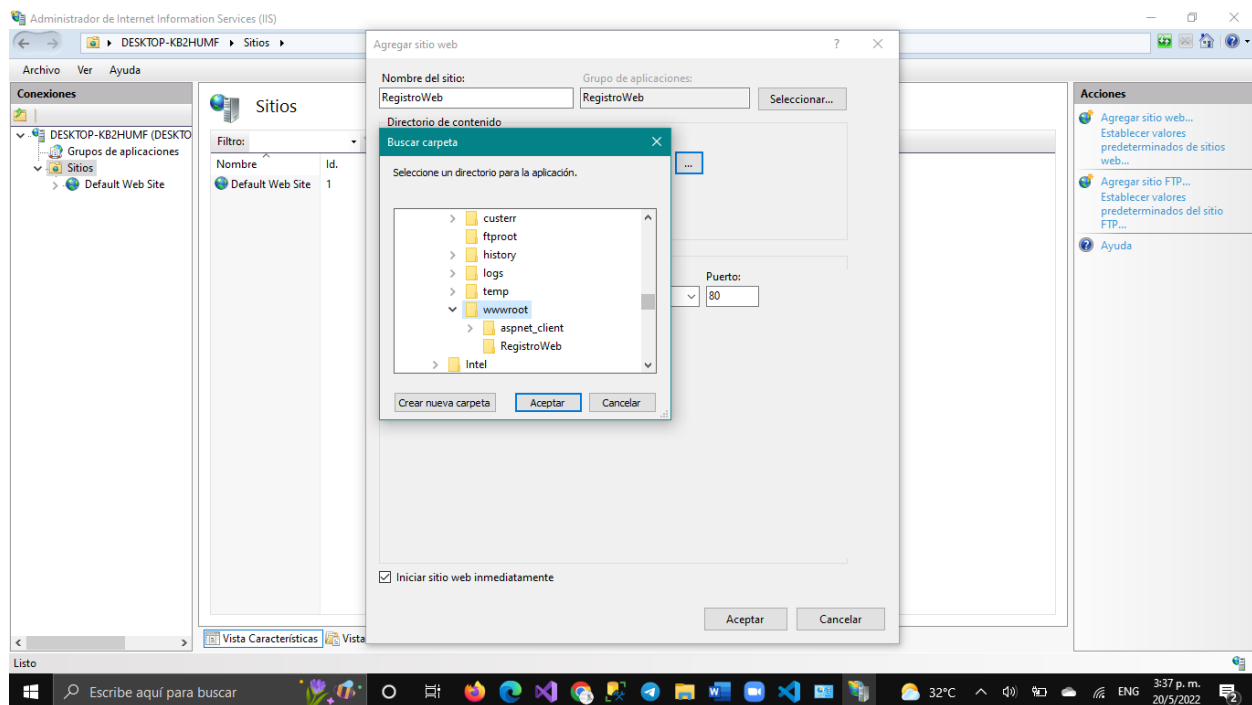 Administrador de Internet Information Services (IIS)
DESKTOP-KB2HUMF Sitios
Archivo Ver Ayuda
Conexiones
DESKTOP-KB2HUMF (DESKTO
Grupos de aplicaciones
Sitios
Default Web Site
Sitios
Filtro:
Nombre Id.
Default Web Site 1
Vista Características Vista
Agregar sitio web ?
Nombre del sitio: Grupo de aplicaciones:
RegistroWeb RegistroWeb Seleccionar...
Directorio de contenido
...
Buscar carpeta
Seleccione un directorio para la aplicación.
custerr
ftproot
history
logs
temp
wwwroot
aspnet_client
RegistroWeb
Intel
Crear nueva carpeta Aceptar Cancelar
Puerto:
80
Iniciar sitio web inmediatamente
Aceptar Cancelar
Acciones
Agregar sitio web...
Establecer valores
predeterminados de sitios
web...
Agregar sitio FTP...
Establecer valores
predeterminados del sitio
FTP...
Ayuda
Listo
Escribe aquí para buscar
32°C ENG 3:37 p. m.
20/5/2022
2